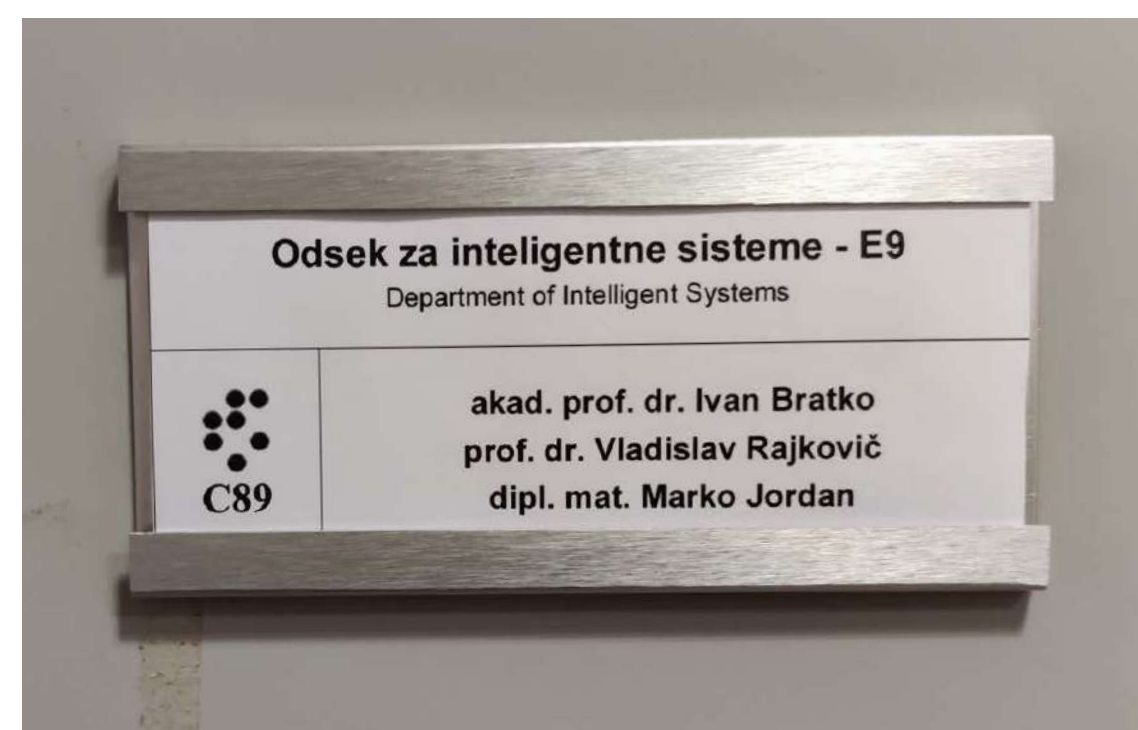 Odsek za inteligentne sisteme - E9
Department of Intelligent Systems
C89
akad. prof. dr. Ivan Bratko
prof. dr. Vladislav Rajkovič
dipl. mat. Marko Jordan